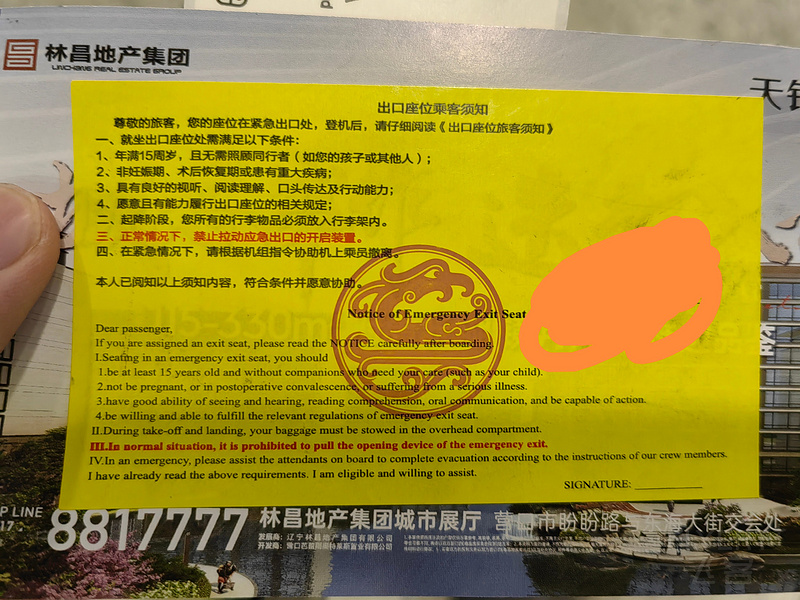 林昌地产集团
LINCHANG REAL ESTATE GROUP
出口座位乘客须知
尊敬的旅客，您的座位在紧急出口处，登机后，请仔细阅读《出口座位旅客须知》
一、就坐出口座位处需满足以下条件：
1、年满15周岁，且无需照顾同行者（如您的孩子或其他人）；
2、非妊娠期、术后恢复期或患有重大疾病；
3、具有良好的视听、阅读理解、口头传达及行动能力；
4、愿意且有能力履行出口座位的相关规定；
二、起降阶段，您所有的行李物品必须放入行李架内。
三、正常情况下，禁止拉动应急出口的开启装置。
四、在紧急情况下，请根据机组指令协助机上乘员撤离。
本人已阅知以上须知内容，符合条件并愿意协助。
Notice of Emergency Exit Seat
Dear passenger,
If you are assigned an exit seat, please read the NOTICE carefully after boarding.
I.Seating in an emergency exit seat, you should
1.be at least 15 years old and without companions who need your care (such as your child).
2.not be pregnant, or in postoperative convalescence, or suffering from a serious illness.
3.have good ability of seeing and hearing, reading comprehension, oral communication, and be capable of action.
4.be willing and able to fulfill the relevant regulations of emergency exit seat.
II.During take-off and landing, your baggage must be stowed in the overhead compartment.
III.In normal situation, it is prohibited to pull the opening device of the emergency exit.
IV.In an emergency, please assist the attendants on board to complete evacuation according to the instructions of our crew members.
I have already read the above requirements. I am eligible and willing to assist.
SIGNATURE:
P LINE
8817777
林昌地产集团城市展厅 营口市盼盼路与东海大街交会处
发展商：辽宁林昌地产集团有限公司